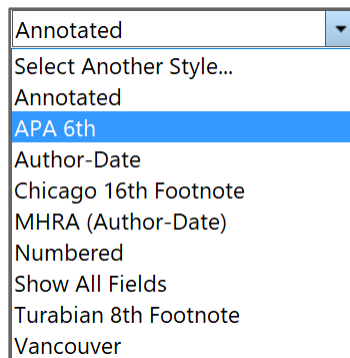 Annotated
Select Another Style...
Annotated
APA 6th
Author-Date
Chicago 16th Footnote
MHRA (Author-Date)
Numbered
Show All Fields
Turabian 8th Footnote
Vancouver